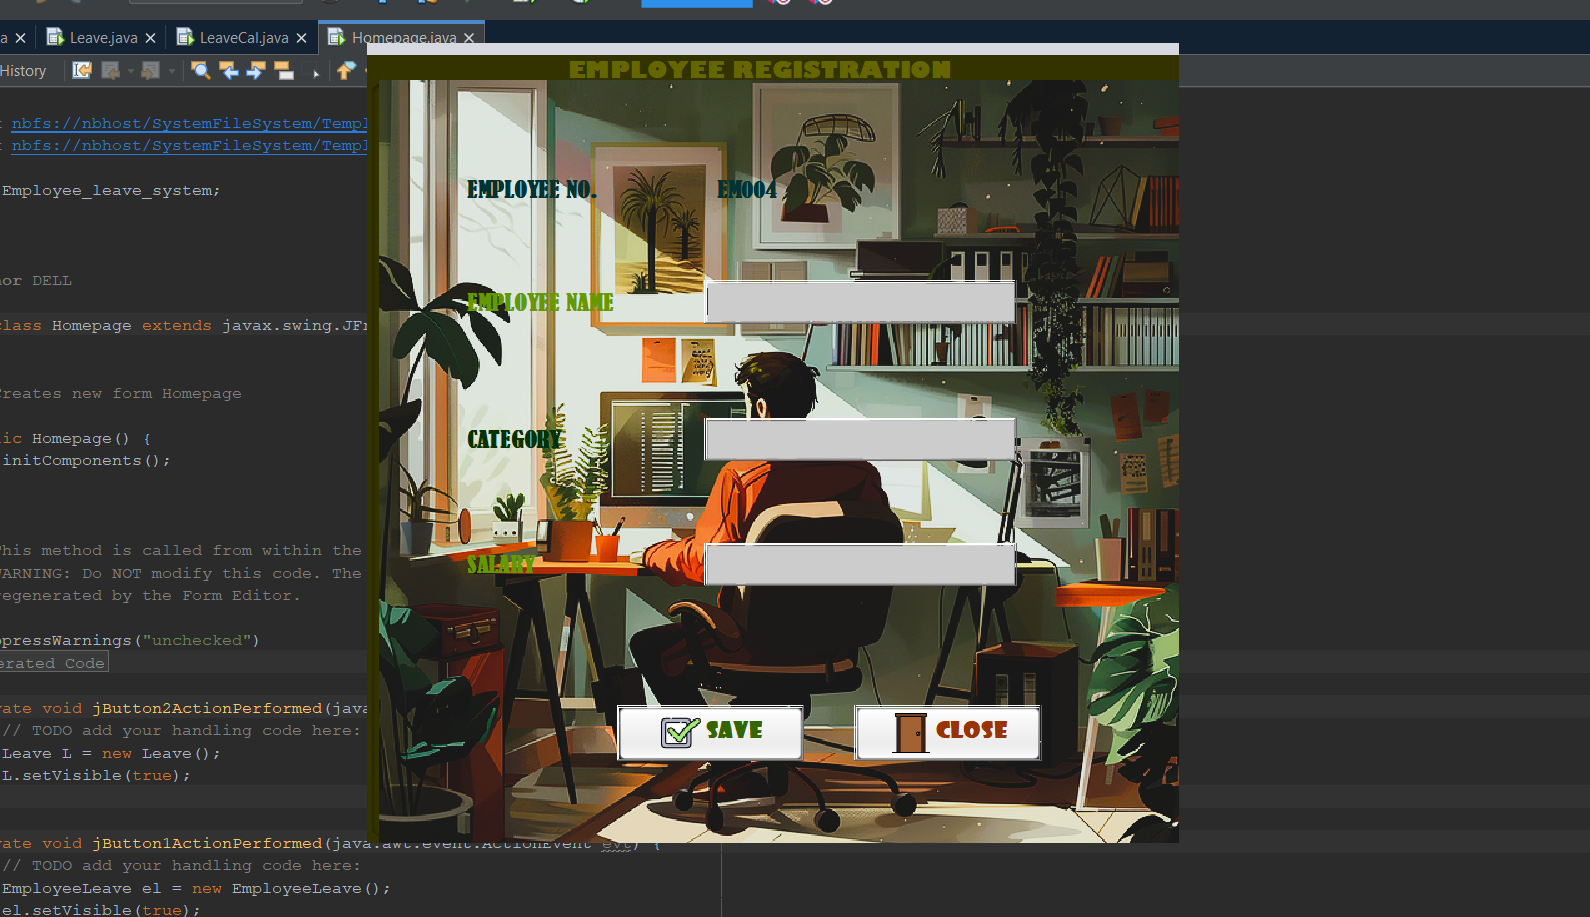 a × Leave.java × LeaveCal.java × Homepage.java ×
History
EMPLOYEE REGISTRATION
nbfs://nbhost/SystemFileSystem/Templ
nbfs://nbhost/SystemFileSystem/Templ
Employee_leave_system;
EMPLOYEE NO. EM004
or DELL
class Homepage extends javax.swing.JFr
EMPLOYEE NAME
Creates new form Homepage
CATEGORY
lic Homepage() {
initComponents();
This method is called from within the
WARNING: Do NOT modify this code. The
regenerated by the Form Editor.
SALARY
ppressWarnings("unchecked")
erated Code
vate void jButton2ActionPerformed(java
// TODO add your handling code here:
Leave L = new Leave();
L.setVisible(true);
SAVE CLOSE
vate void jButton1ActionPerformed(java.awt.event.ActionEvent evt) {
// TODO add your handling code here:
EmployeeLeave el = new EmployeeLeave();
el.setVisible(true);